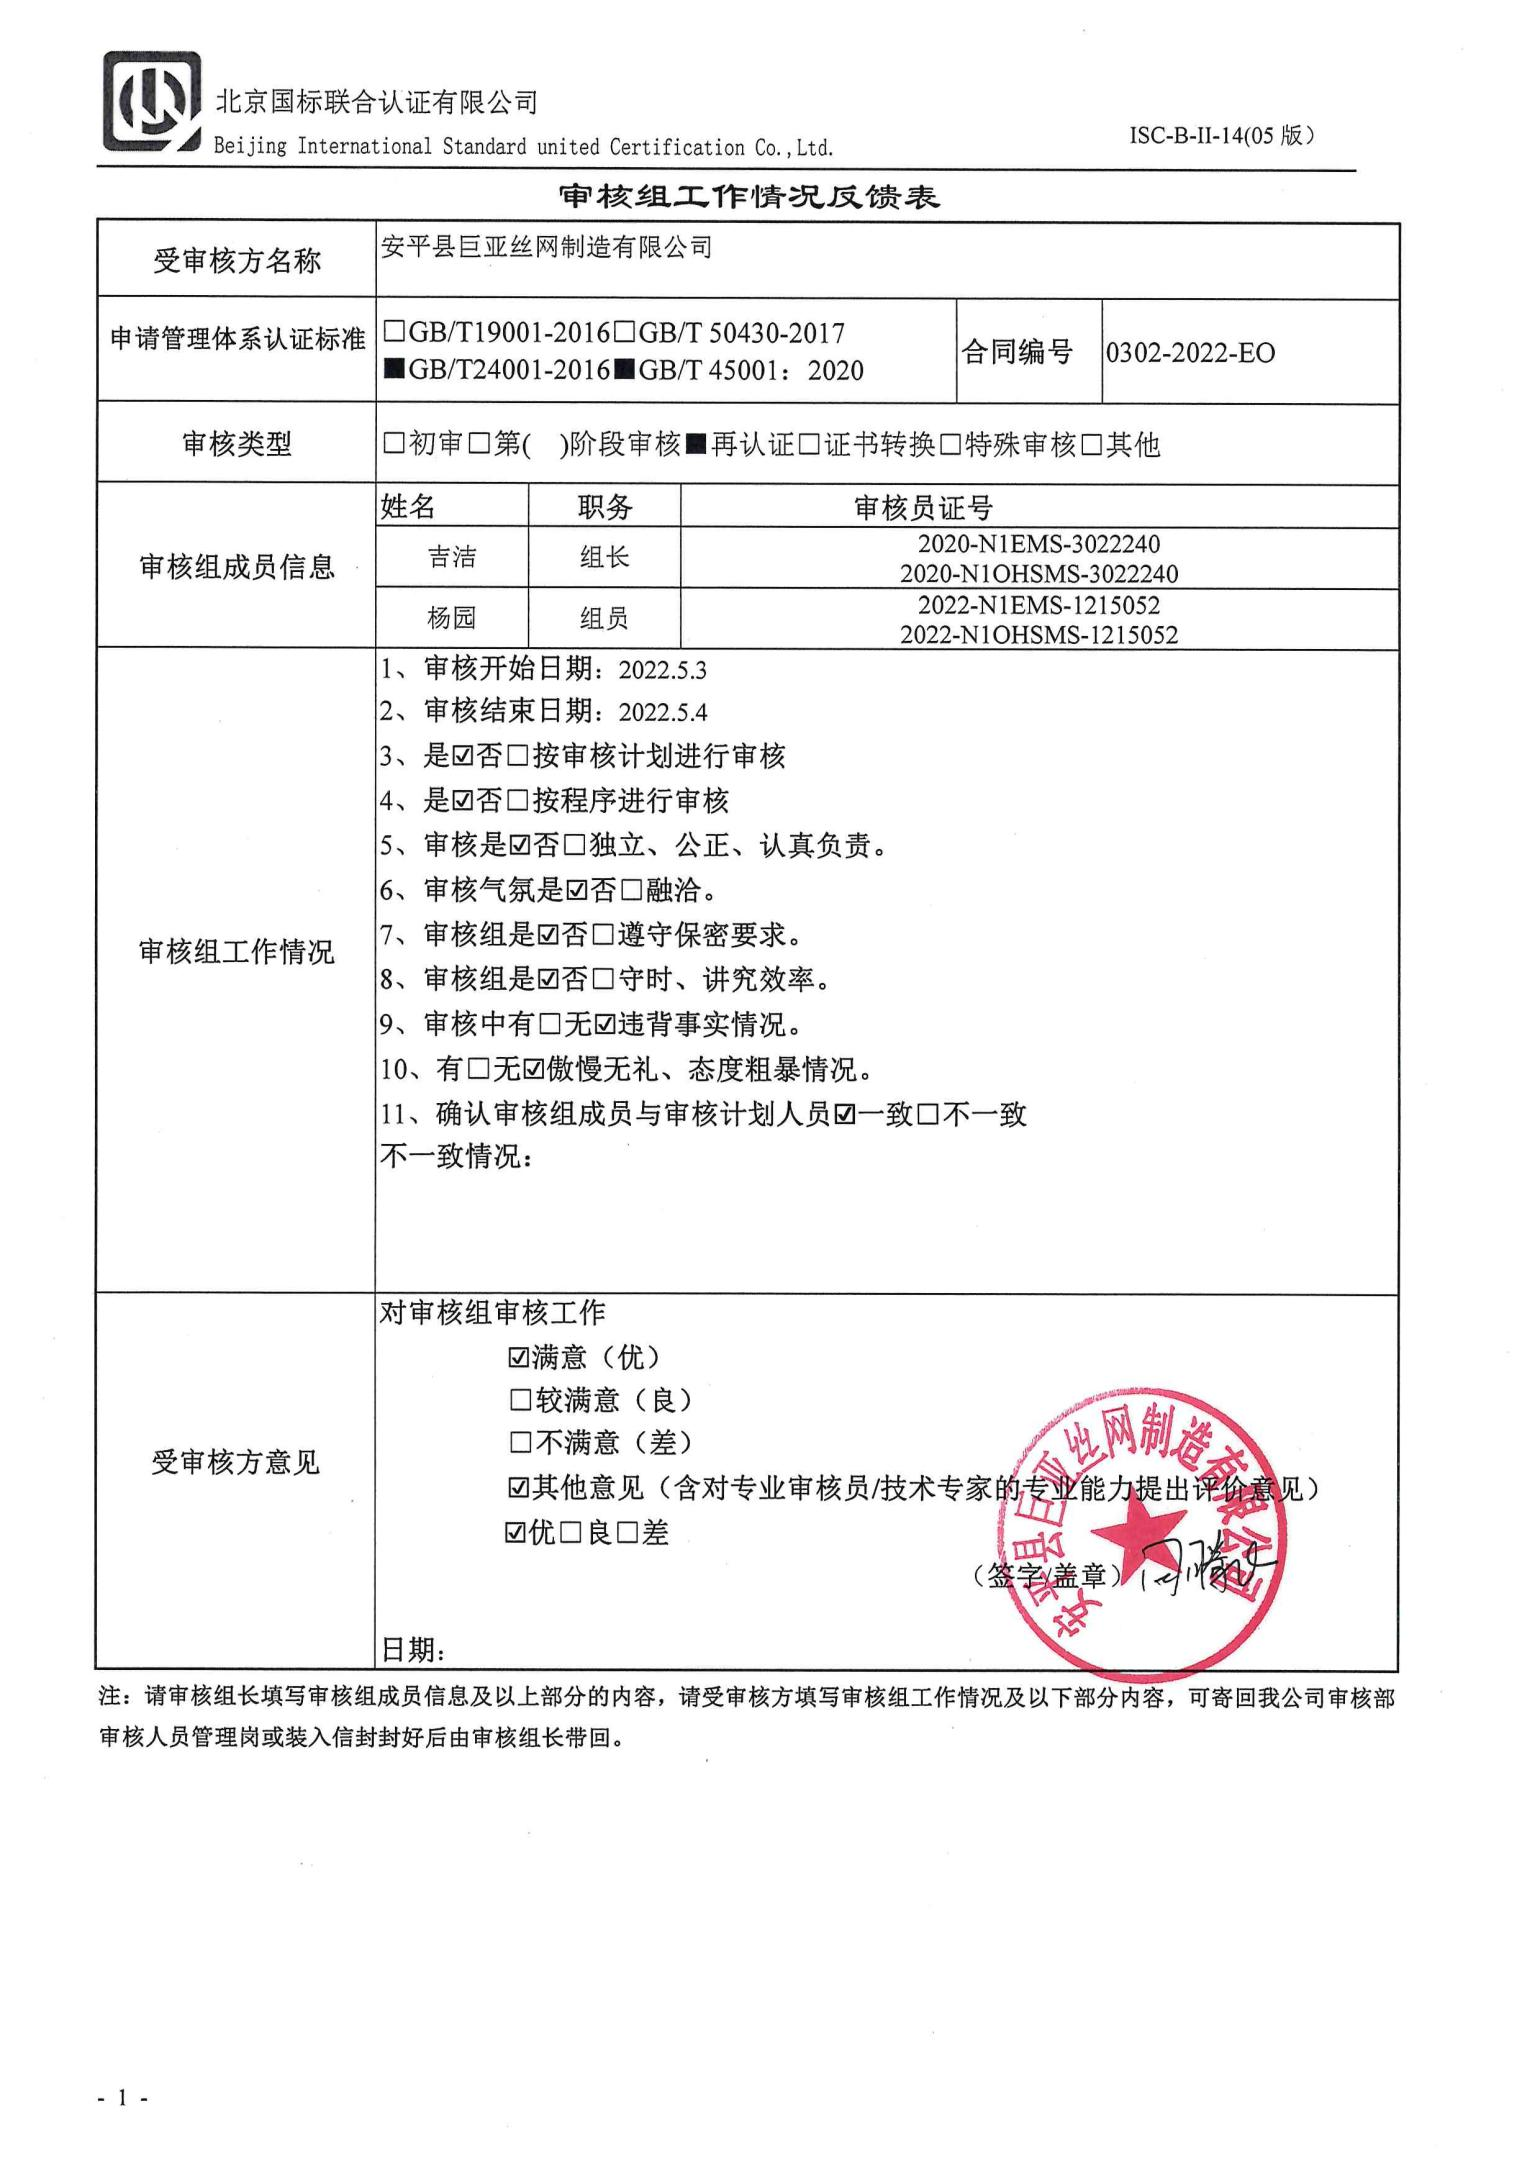 北京国标联合认证有限公司
Beijing International Standard united Certification Co.,Ltd.
ISC-B-II-14(05 版)
审核组工作情况反馈表
受审核方名称
安平县巨亚丝网制造有限公司
申请管理体系认证标准
□GB/T19001-2016□GB/T 50430-2017
■GB/T24001-2016■GB/T 45001：2020
合同编号
0302-2022-EO
审核类型
□初审□第( )阶段审核■再认证□证书转换□特殊审核□其他
审核组成员信息
姓名 职务 审核员证号
吉洁 组长 2020-N1EMS-3022240
2020-N1OHSMS-3022240
杨园 组员 2022-N1EMS-1215052
2022-N1OHSMS-1215052
审核组工作情况
1、审核开始日期：2022.5.3
2、审核结束日期：2022.5.4
3、是☑否□按审核计划进行审核
4、是☑否□按程序进行审核
5、审核是☑否□独立、公正、认真负责。
6、审核气氛是☑否□融洽。
7、审核组是☑否□遵守保密要求。
8、审核组是☑否□守时、讲究效率。
9、审核中有□无☑违背事实情况。
10、有□无☑傲慢无礼、态度粗暴情况。
11、确认审核组成员与审核计划人员☑一致□不一致
不一致情况：
受审核方意见
对审核组审核工作
☑满意（优）
□较满意（良）
□不满意（差）
☑其他意见（含对专业审核员/技术专家的专业能力提出评价意见）
☑优□良□差
（签字/盖章）
安平县巨亚丝网制造有限公司
日期：
注：请审核组长填写审核组成员信息及以上部分的内容，请受审核方填写审核组工作情况及以下部分内容，可寄回我公司审核部
审核人员管理岗或装入信封封好后由审核组长带回。
- 1 -